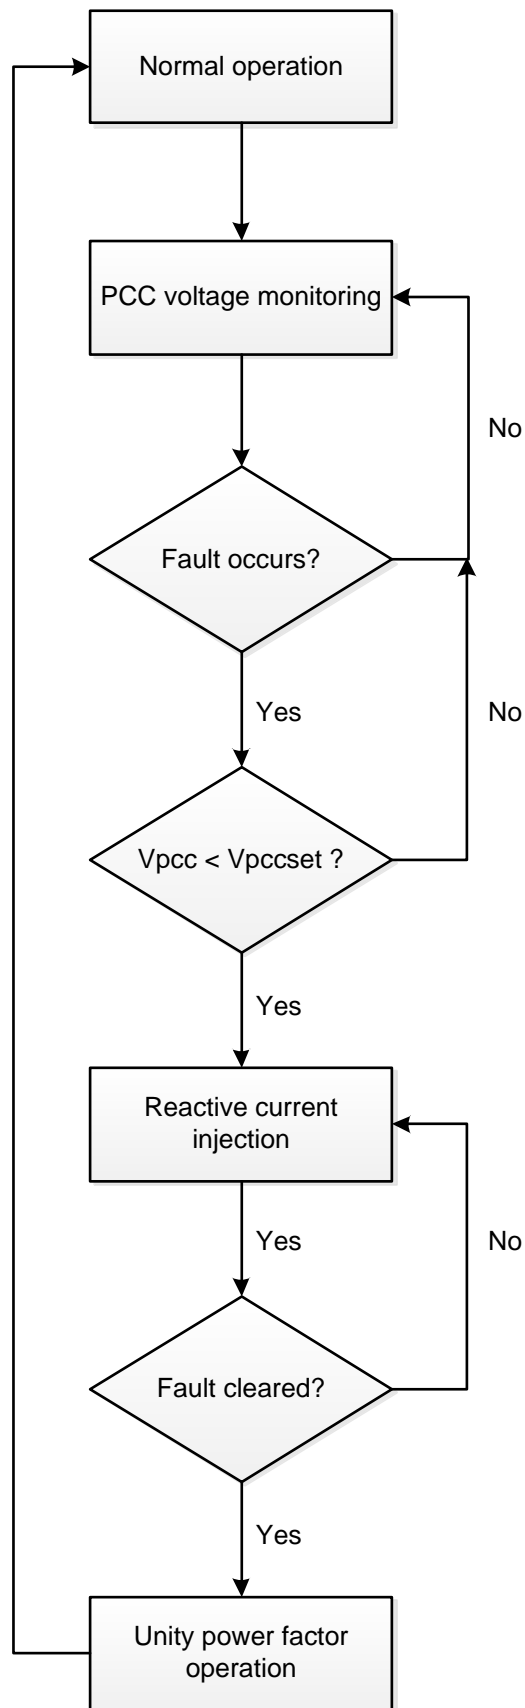 Normal operation
PCC voltage monitoring
No
Fault occurs?
Yes
No
Vpcc < Vpccset ?
Yes
Reactive current
injection
Yes
No
Fault cleared?
Yes
Unity power factor
operation